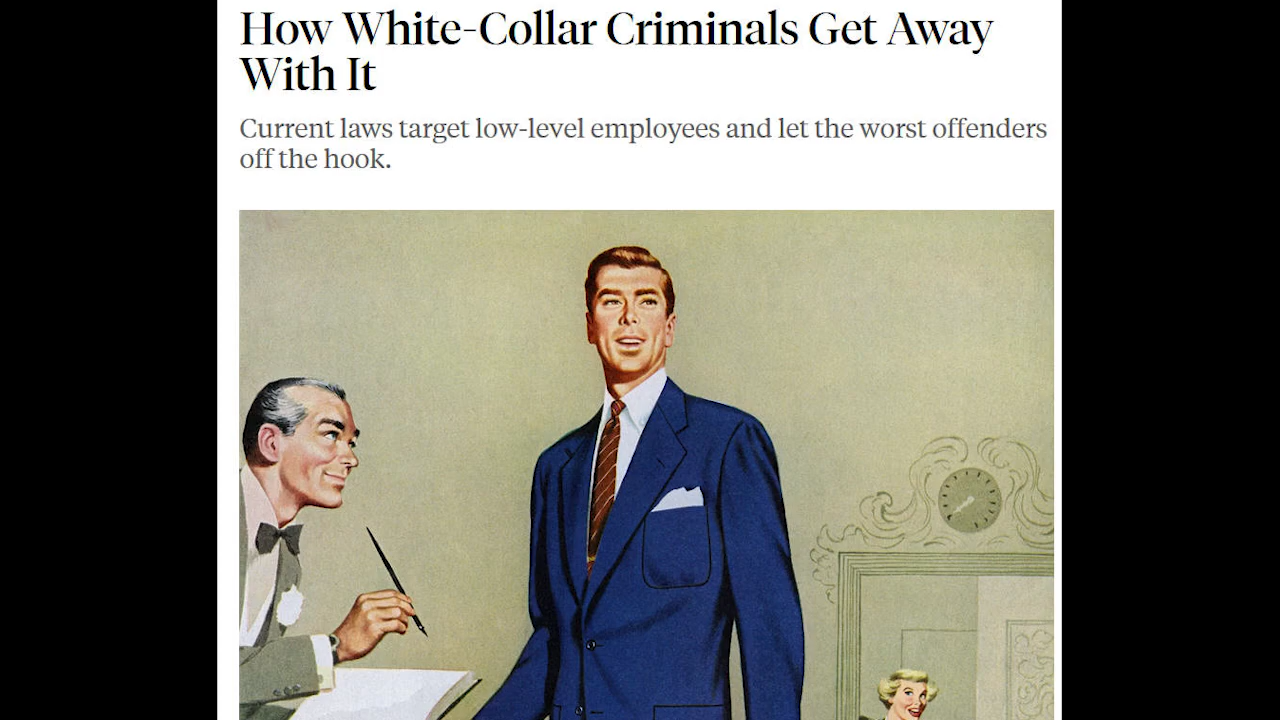 How White-Collar Criminals Get Away
With It
Current laws target low-level employees and let the worst offenders
off the hook.